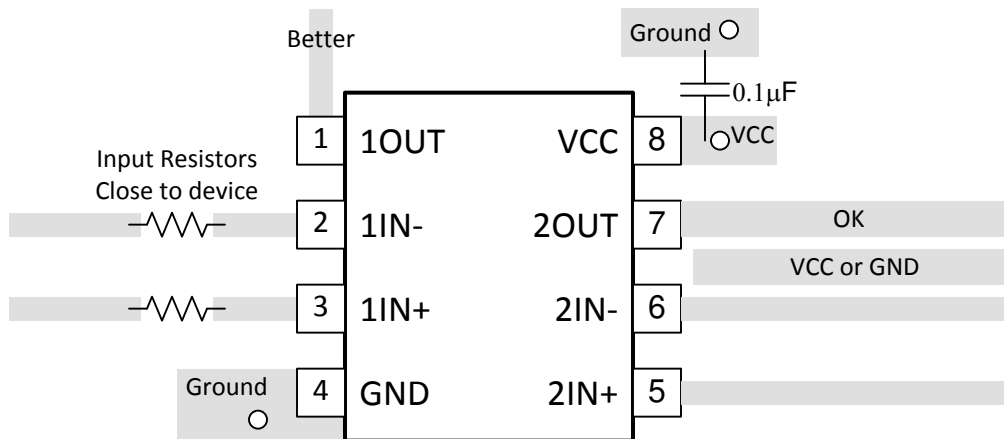 Better
Ground
0.1μF
1 1OUT VCC 8 VCC
Input Resistors
Close to device
2 1IN- 2OUT 7 OK
VCC or GND
3 1IN+ 2IN- 6
Ground
4 GND 2IN+ 5